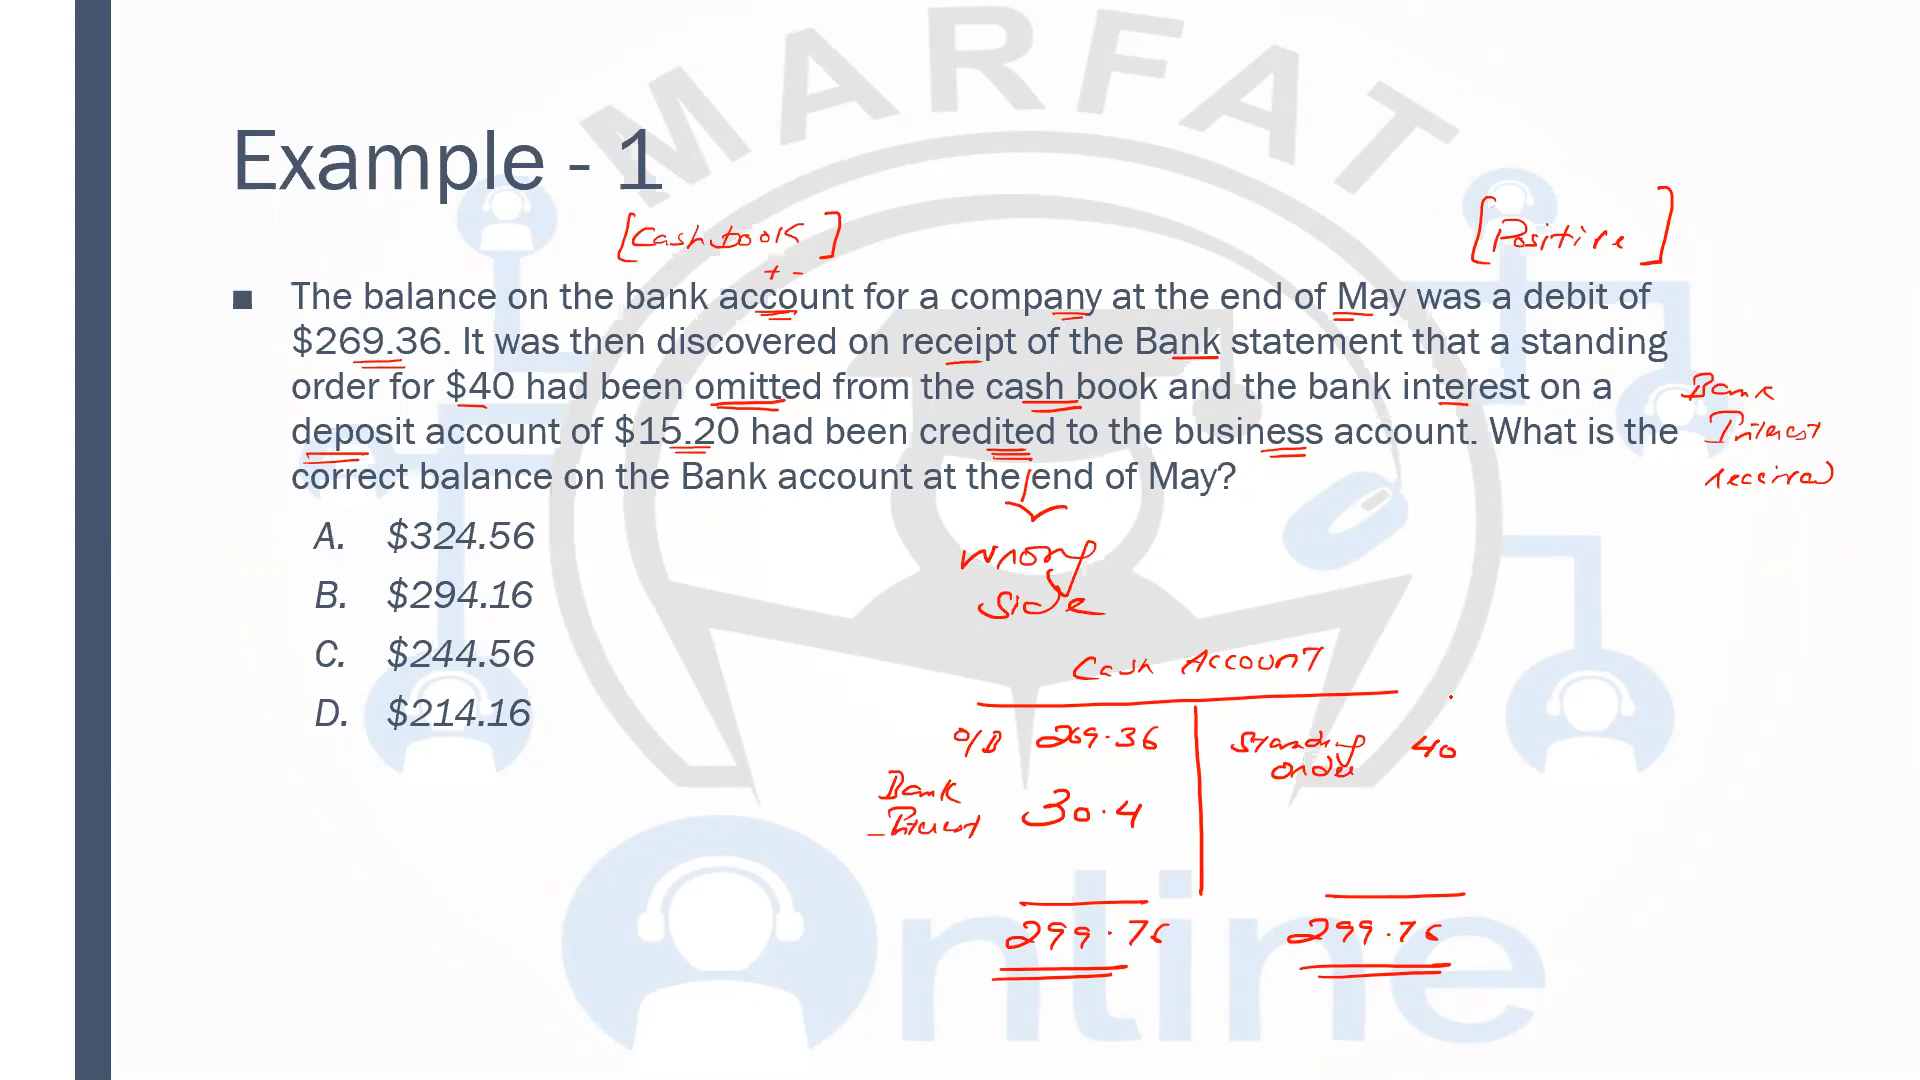 MARFAT
Example - 1
[Cashbook]
[Positive]
+ -
■ The balance on the bank account for a company at the end of May was a debit of
$269.36. It was then discovered on receipt of the Bank statement that a standing
order for $40 had been omitted from the cash book and the bank interest on a
deposit account of $15.20 had been credited to the business account. What is the
correct balance on the Bank account at the end of May?
Bank
Interest
received
A. $324.56
B. $294.16
C. $244.56
D. $214.16
wrong
side
Cash Account
O/B 269.36
Standing 40
order
Bank
Interest
30.4
299.76
299.76
Online